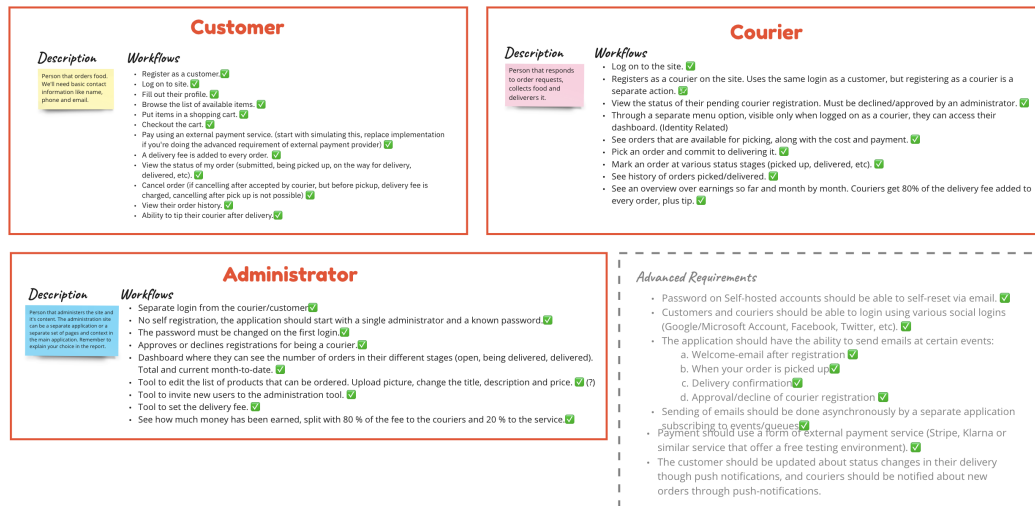 Customer
Description
Person that orders food.
We'll need basic contact
information like name,
phone and email.
Workflows
• Register as a customer.✅
• Log on to site. ✅
• Fill out their profile. ✅
• Browse the list of available items. ✅
• Put items in a shopping cart. ✅
• Checkout the cart. ✅
• Pay using an external payment service. (start with simulating this, replace implementation
if you're doing the advanced requirement of external payment provider) ✅
• A delivery fee is added to every order. ✅
• View the status of my order (submitted, being picked up, on the way for delivery,
delivered, etc). ✅
• Cancel order (if cancelling after accepted by courier, but before pickup, delivery fee is
charged, cancelling after pick up is not possible) ✅
• View their order history. ✅
• Ability to tip their courier after delivery.✅
Courier
Description
Person that responds
to order requests,
collects food and
deliverers it.
Workflows
• Log on to the site. ✅
• Registers as a courier on the site. Uses the same login as a customer, but registering as a courier is a
separate action. ✅
• View the status of their pending courier registration. Must be declined/approved by an administrator. ✅
• Through a separate menu option, visible only when logged on as a courier, they can access their
dashboard. (Identity Related)
• See orders that are available for picking, along with the cost and payment. ✅
• Pick an order and commit to delivering it. ✅
• Mark an order at various status stages (picked up, delivered, etc). ✅
• See history of orders picked/delivered. ✅
• See an overview over earnings so far and month by month. Couriers get 80% of the delivery fee added to
every order, plus tip. ✅
Administrator
Description
Person that administers the site and
it's content. The administration site
can be a separate application or a
separate set of pages and context in
the main application. Remember to
explain your choice in the report.
Workflows
• Separate login from the courier/customer✅
• No self registration, the application should start with a single administrator and a known password.✅
• The password must be changed on the first login.✅
• Approves or declines registrations for being a courier.✅
• Dashboard where they can see the number of orders in their different stages (open, being delivered, delivered).
Total and current month-to-date. ✅
• Tool to edit the list of products that can be ordered. Upload picture, change the title, description and price. ✅ (?)
• Tool to invite new users to the administration tool. ✅
• Tool to set the delivery fee. ✅
• See how much money has been earned, split with 80 % of the fee to the couriers and 20 % to the service.✅
Advanced Requirements
• Password on Self-hosted accounts should be able to self-reset via email. ✅
• Customers and couriers should be able to login using various social logins
(Google/Microsoft Account, Facebook, Twitter, etc). ✅
• The application should have the ability to send emails at certain events:
a. Welcome-email after registration ✅
b. When your order is picked up✅
c. Delivery confirmation✅
d. Approval/decline of courier registration ✅
• Sending of emails should be done asynchronously by a separate application
subscribing to events/queues✅
• Payment should use a form of external payment service (Stripe, Klarna or
similar service that offer a free testing environment). ✅
• The customer should be updated about status changes in their delivery
though push notifications, and couriers should be notified about new
orders through push-notifications.